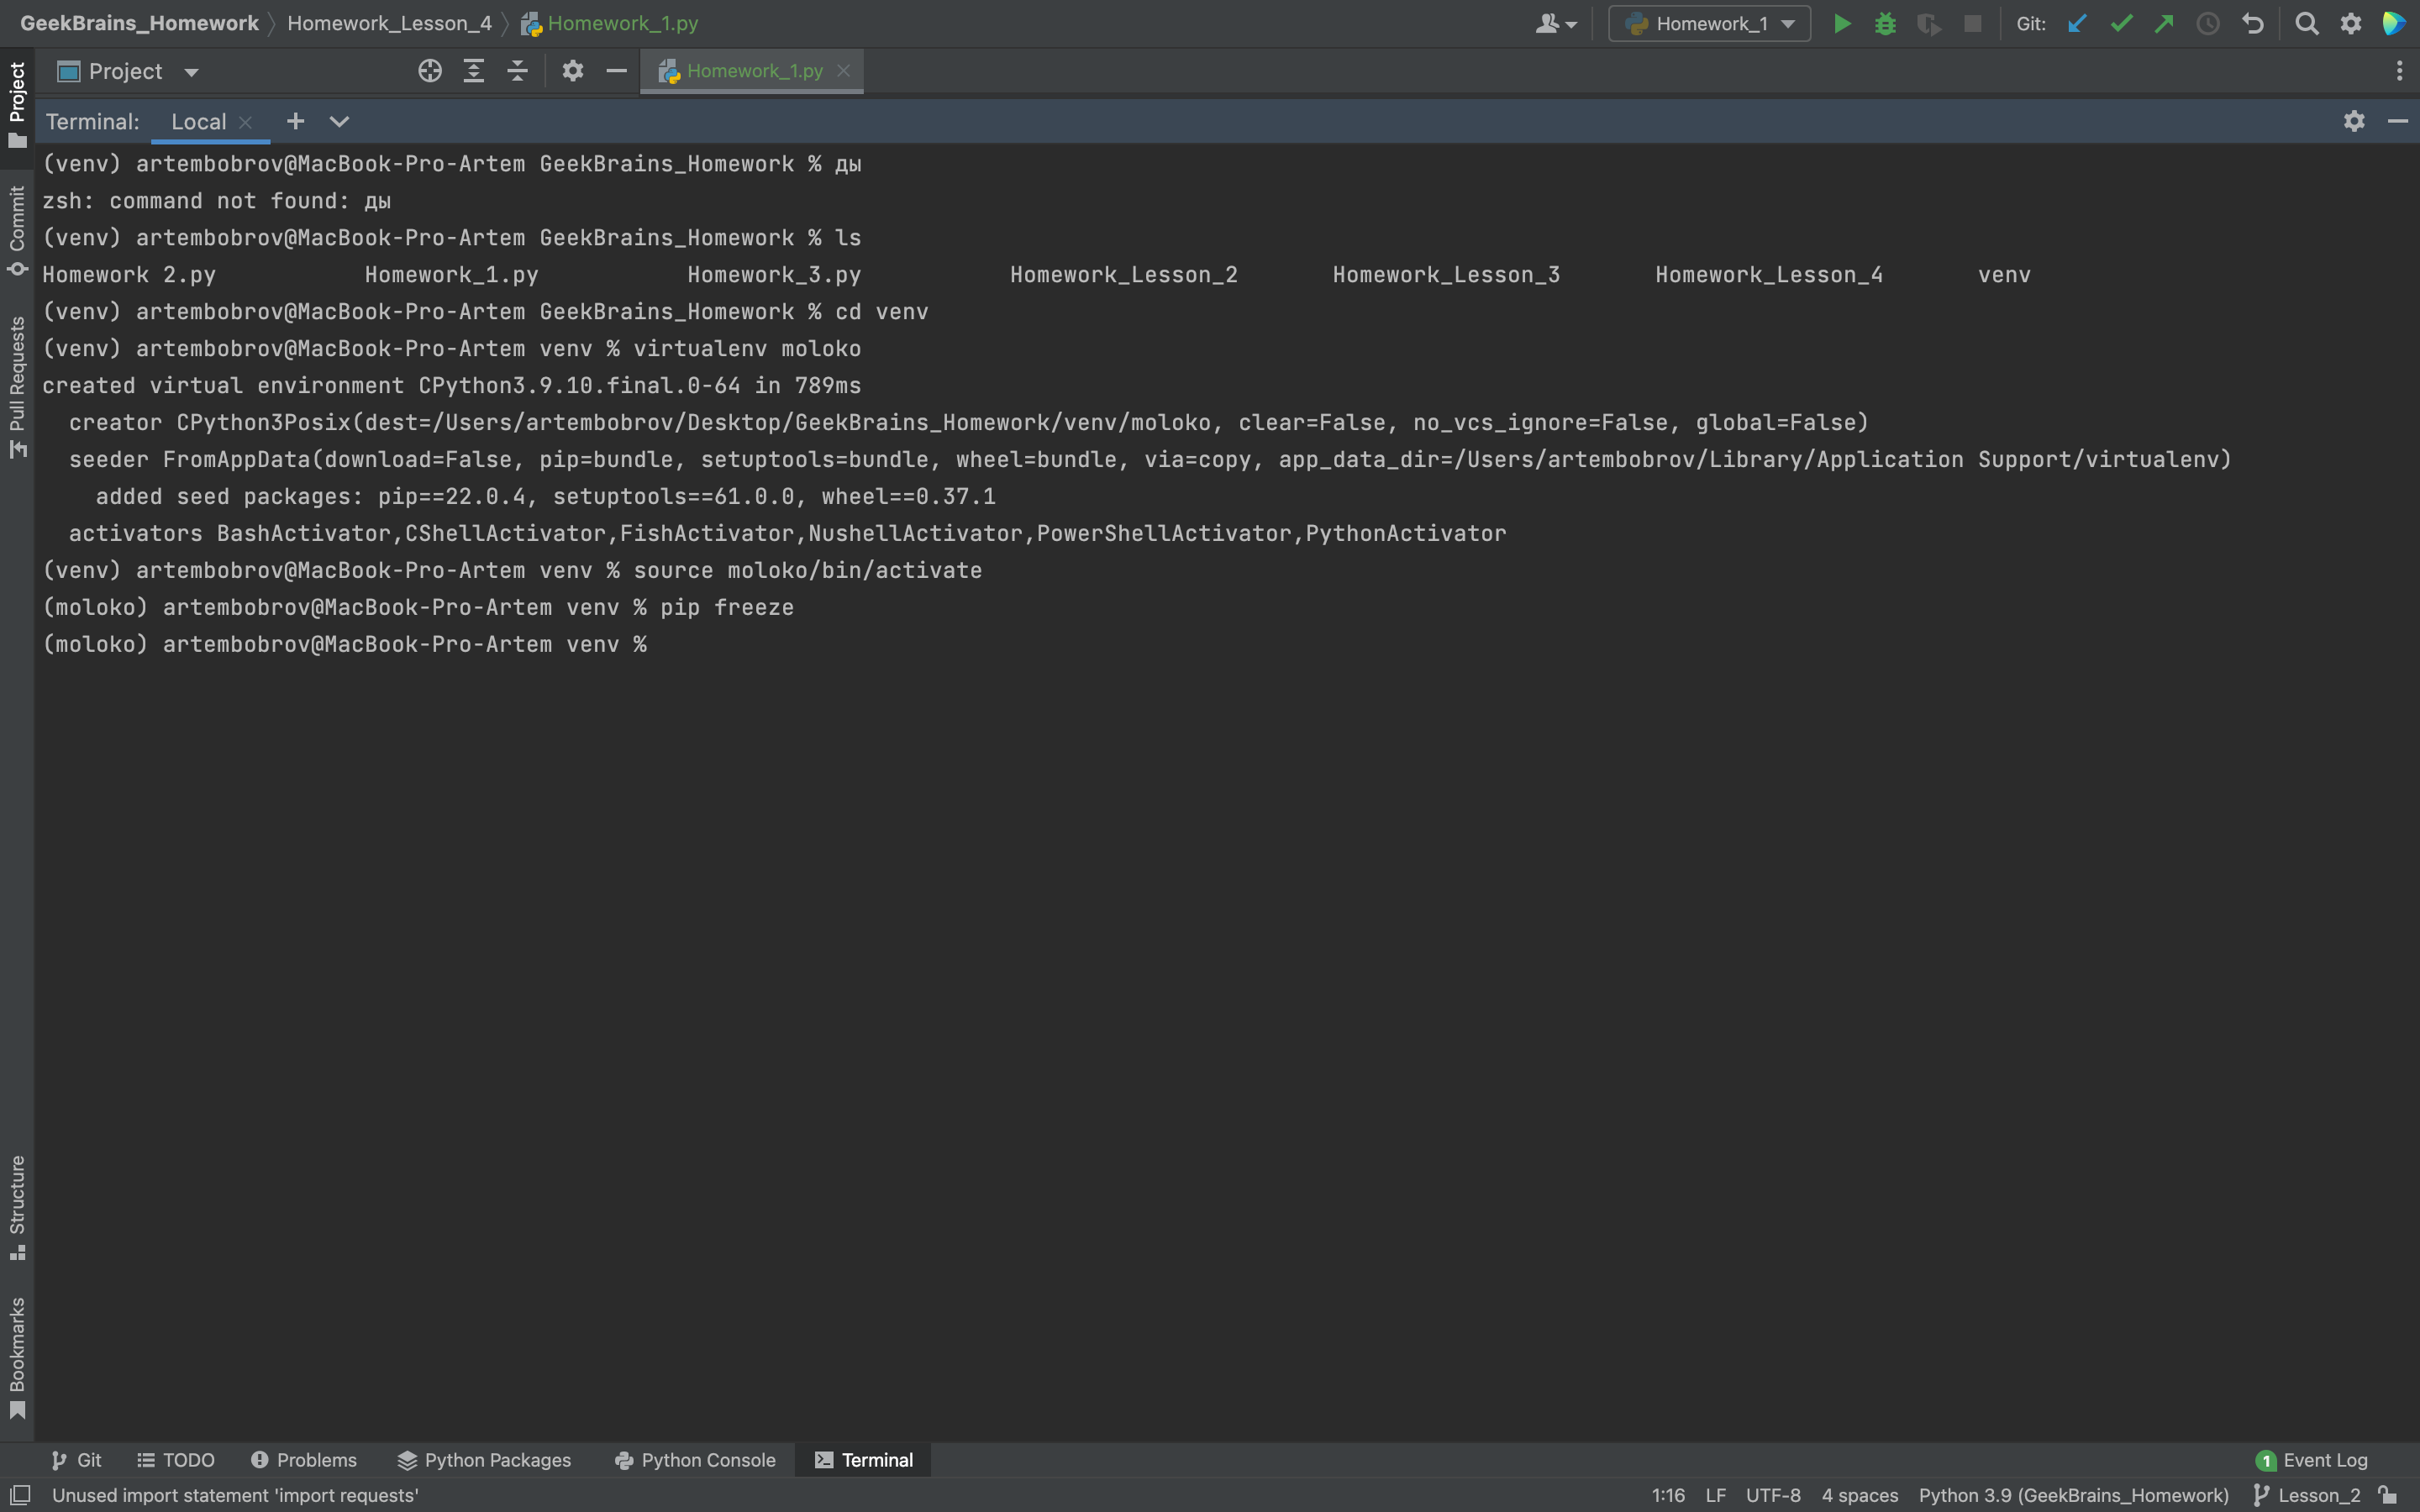 GeekBrains_Homework Homework_Lesson_4 Homework_1.py Homework_1 Git:
Project Homework_1.py
Terminal: Local
(venv) artembobrov@MacBook-Pro-Artem GeekBrains_Homework % ды
zsh: command not found: ды
(venv) artembobrov@MacBook-Pro-Artem GeekBrains_Homework % ls
Homework 2.py Homework_1.py Homework_3.py Homework_Lesson_2 Homework_Lesson_3 Homework_Lesson_4 venv
(venv) artembobrov@MacBook-Pro-Artem GeekBrains_Homework % cd venv
(venv) artembobrov@MacBook-Pro-Artem venv % virtualenv moloko
created virtual environment CPython3.9.10.final.0-64 in 789ms
creator CPython3Posix(dest=/Users/artembobrov/Desktop/GeekBrains_Homework/venv/moloko, clear=False, no_vcs_ignore=False, global=False)
seeder FromAppData(download=False, pip=bundle, setuptools=bundle, wheel=bundle, via=copy, app_data_dir=/Users/artembobrov/Library/Application Support/virtualenv)
added seed packages: pip==22.0.4, setuptools==61.0.0, wheel==0.37.1
activators BashActivator,CShellActivator,FishActivator,NushellActivator,PowerShellActivator,PythonActivator
(venv) artembobrov@MacBook-Pro-Artem venv % source moloko/bin/activate
(moloko) artembobrov@MacBook-Pro-Artem venv % pip freeze
(moloko) artembobrov@MacBook-Pro-Artem venv %
Project
Commit
Pull Requests
Structure
Bookmarks
Git TODO Problems Python Packages Python Console Terminal 1 Event Log
Unused import statement 'import requests' 1:16 LF UTF-8 4 spaces Python 3.9 (GeekBrains_Homework) Lesson_2